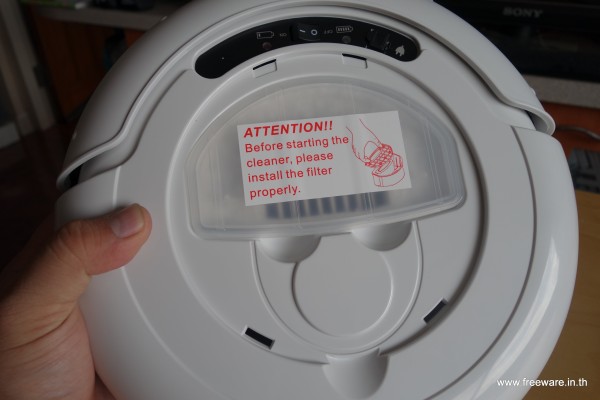 SONY
ATTENTION!!
Before starting the
cleaner, please
install the filter
properly.
www.freeware.in.th